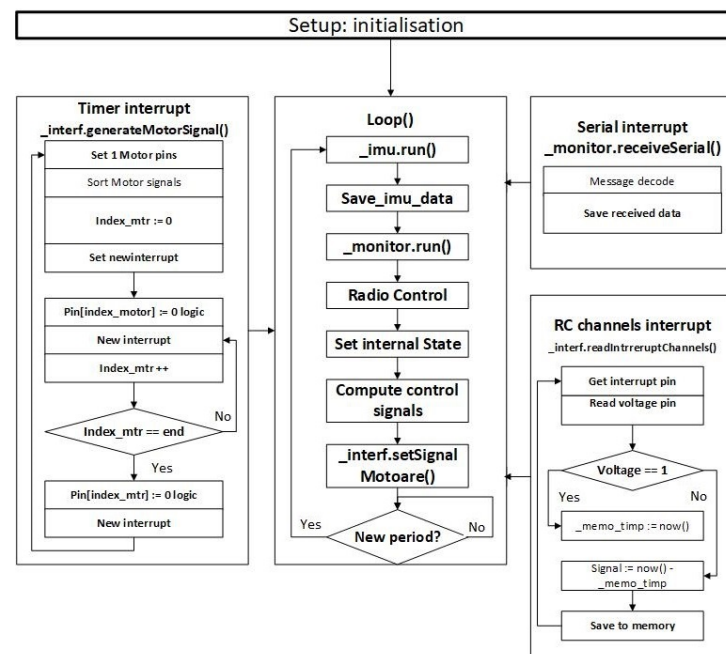 Setup: initialisation
Timer interrupt
_interf.generateMotorSignal()
Set 1 Motor pins
Sort Motor signals
Index_mtr := 0
Set newinterrupt
Pin[index_motor] := 0 logic
New interrupt
Index_mtr ++
No
Index_mtr == end
Yes
Pin[index_mtr] := 0 logic
New interrupt
Loop()
_imu.run()
Save_imu_data
_monitor.run()
Radio Control
Set internal State
Compute control
signals
_interf.setSignal
Motoare()
Yes
No
New period?
Serial interrupt
_monitor.receiveSerial()
Message decode
Save received data
RC channels interrupt
_interf.readIntrreruptChannels()
Get interrupt pin
Read voltage pin
Voltage == 1
Yes
No
_memo_timp := now()
Signal := now() -
_memo_timp
Save to memory